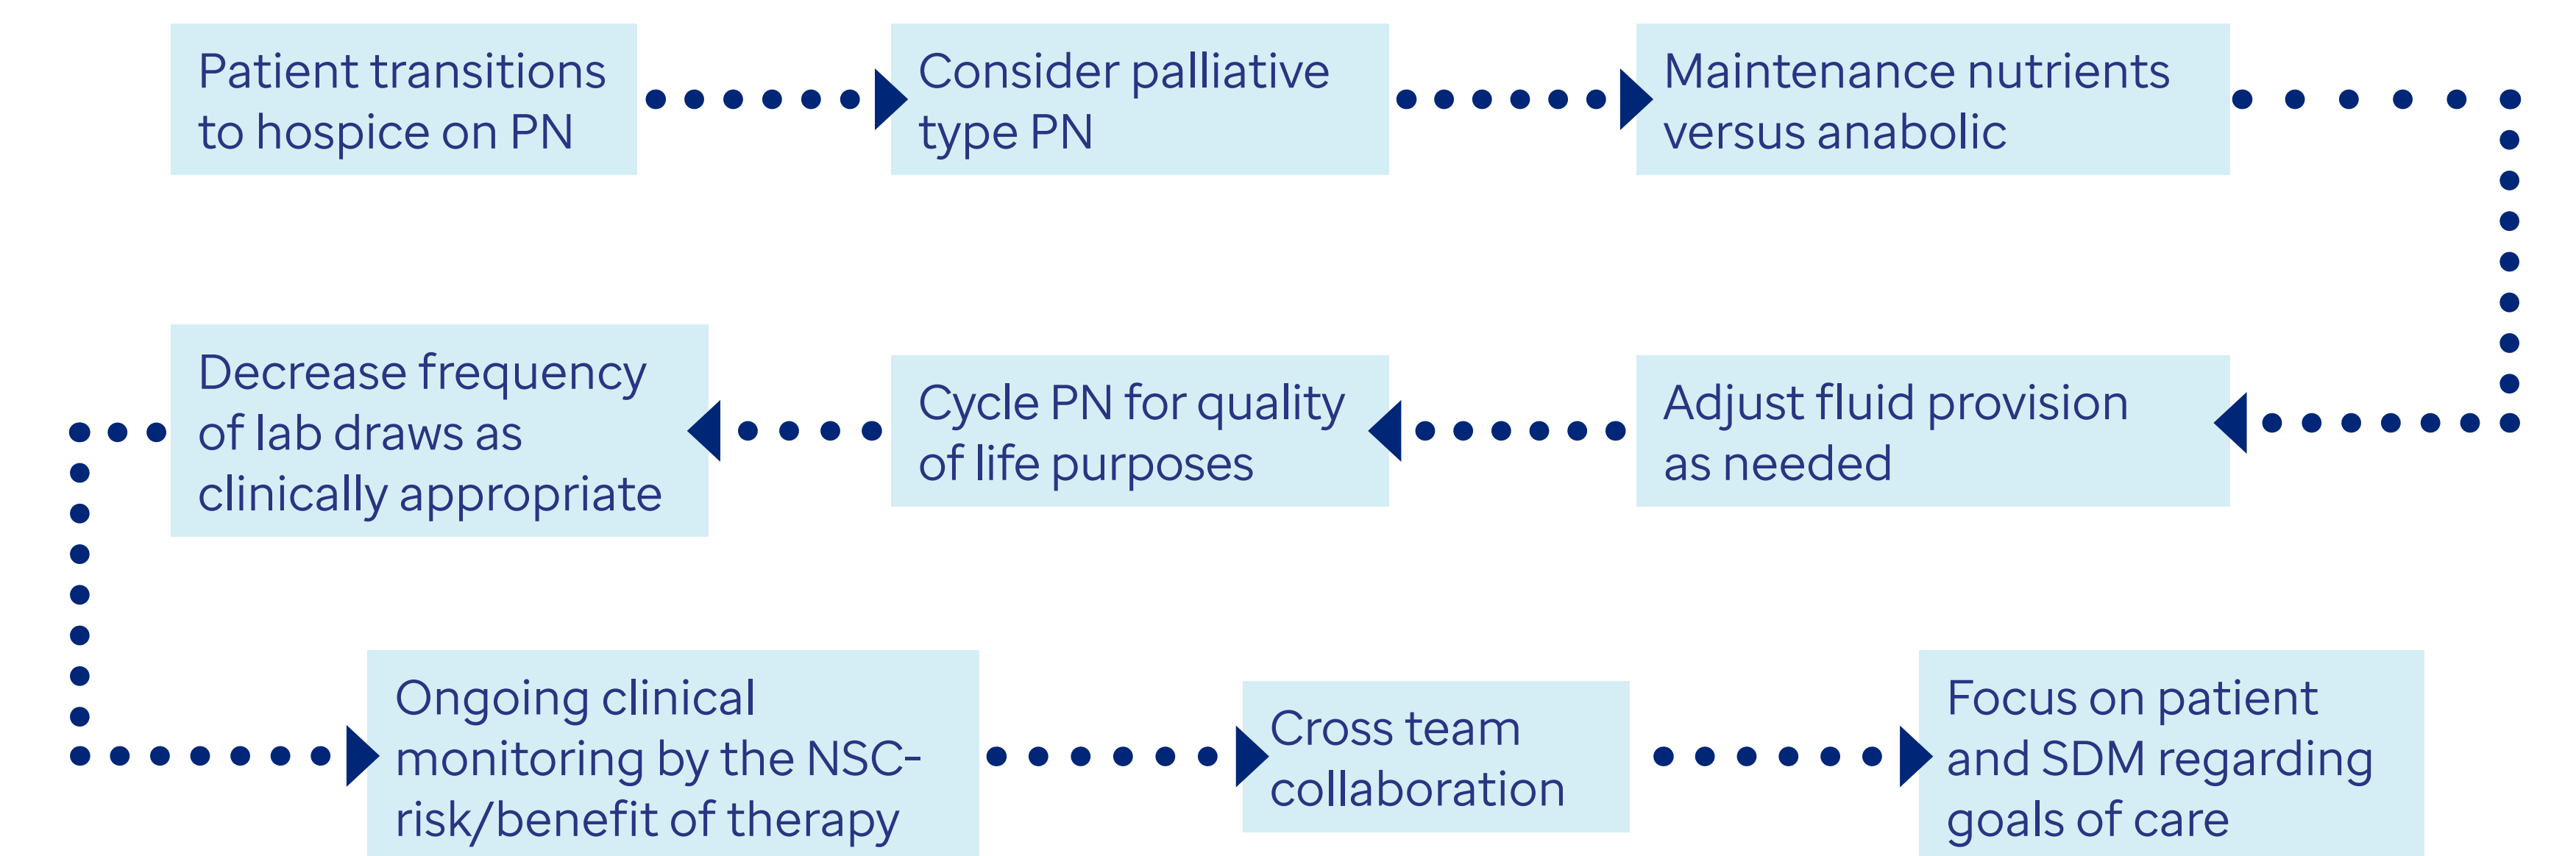 Patient transitions
to hospice on PN
Consider palliative
type PN
Maintenance nutrients
versus anabolic
Adjust fluid provision
as needed
Cycle PN for quality
of life purposes
Decrease frequency
of lab draws as
clinically appropriate
Ongoing clinical
monitoring by the NSC-
risk/benefit of therapy
Cross team
collaboration
Focus on patient
and SDM regarding
goals of care